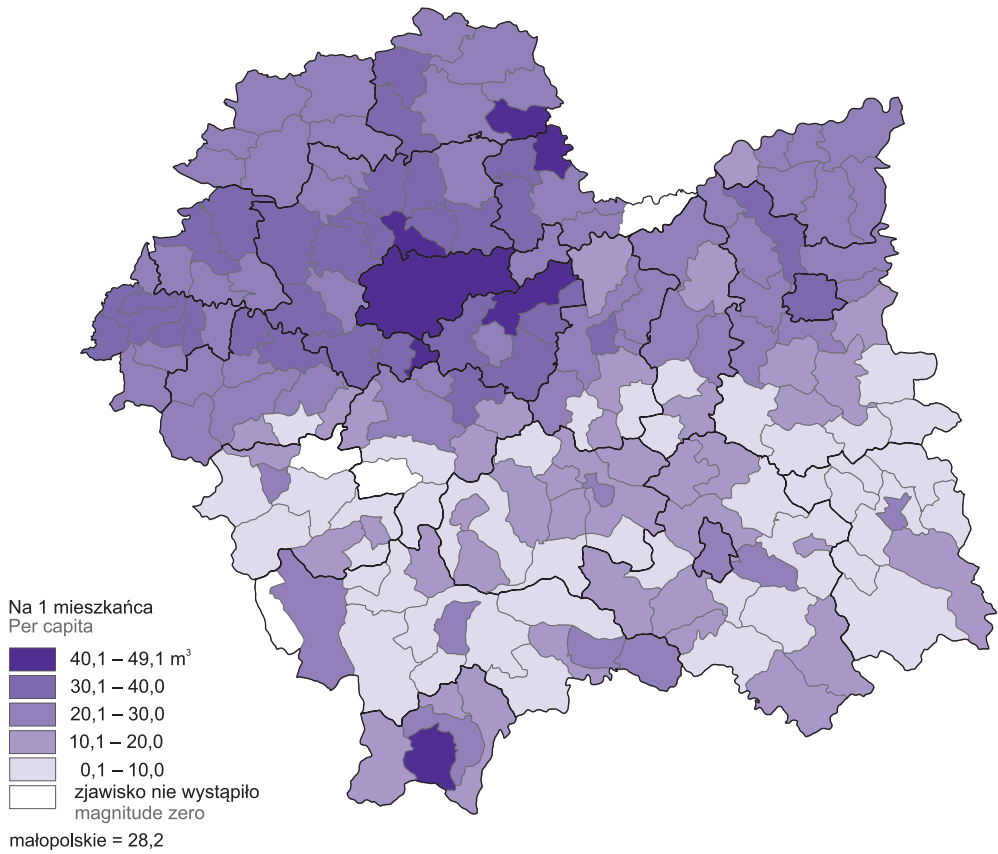 Na 1 mieszkańca
Per capita
40,1 – 49,1 m³
30,1 – 40,0
20,1 – 30,0
10,1 – 20,0
0,1 – 10,0
zjawisko nie wystąpiło
magnitude zero
małopolskie = 28,2